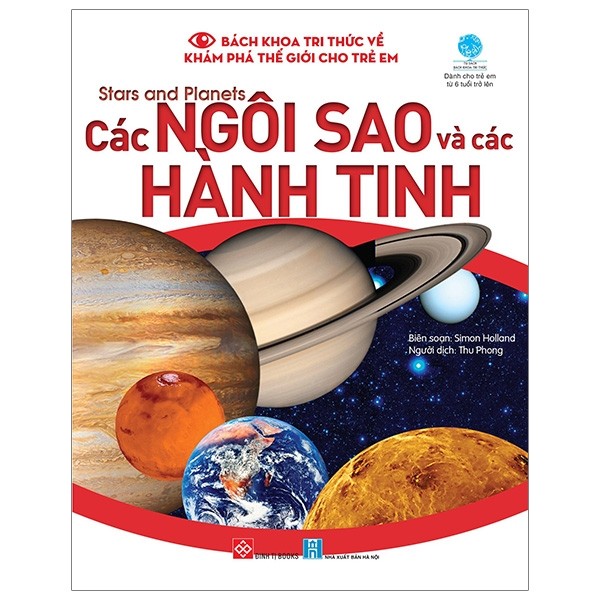 BÁCH KHOA TRI THỨC VỀ
KHÁM PHÁ THẾ GIỚI CHO TRẺ EM
TỦ SÁCH
BÁCH KHOA TRI THỨC
Dành cho trẻ em
từ 6 tuổi trở lên
Stars and Planets
Các NGÔI SAO và các
HÀNH TINH
Biên soạn: Simon Holland
Người dịch: Thu Phong
ĐINH TỊ BOOKS
NHÀ XUẤT BẢN HÀ NỘI